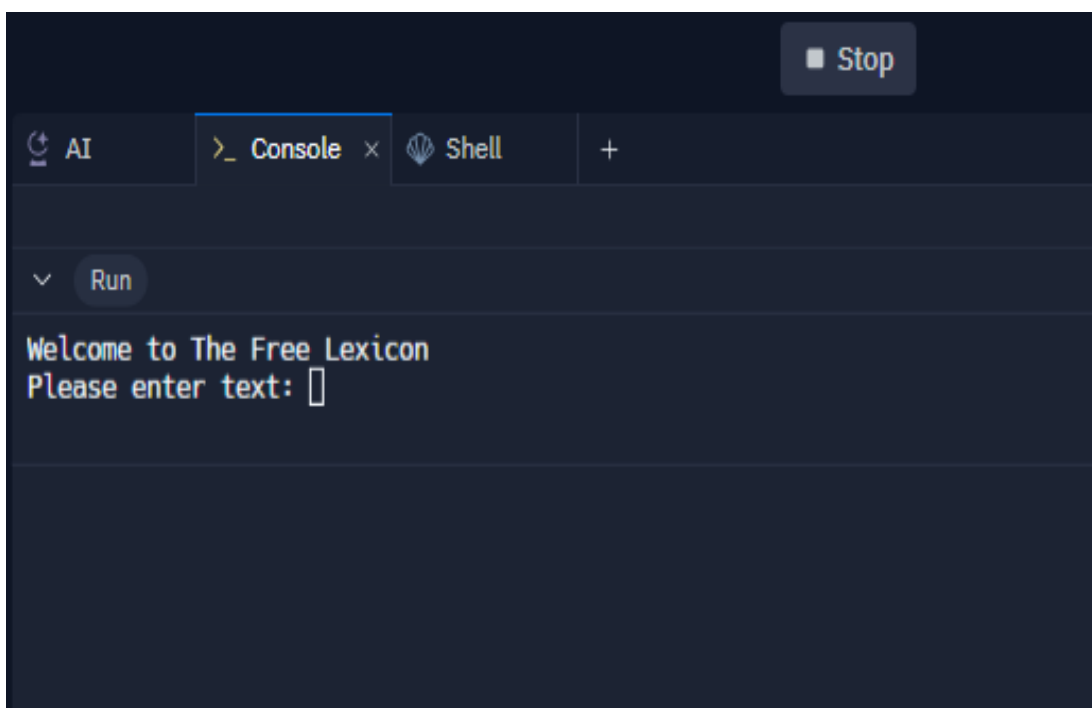 Stop
AI >_ Console × Shell +
Run
Welcome to The Free Lexicon
Please enter text: